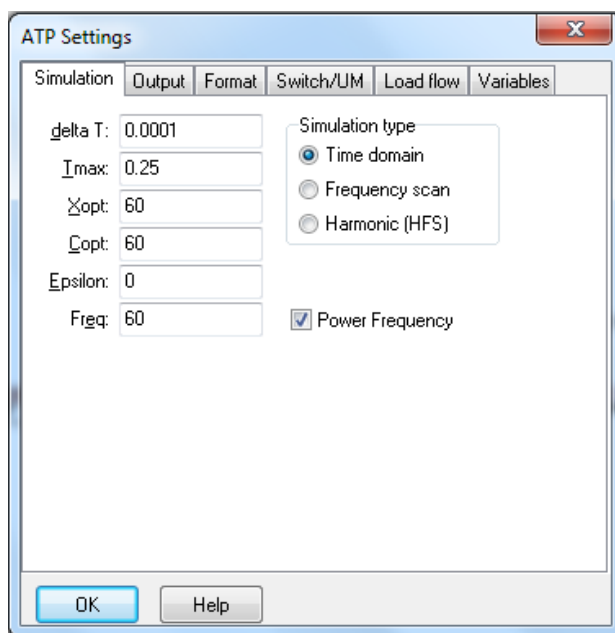 ATP Settings
Simulation Output Format Switch/UM Load flow Variables
delta T: 0.0001
Tmax: 0.25
Xopt: 60
Copt: 60
Epsilon: 0
Freq: 60
Simulation type
Time domain
Frequency scan
Harmonic (HFS)
Power Frequency
OK Help